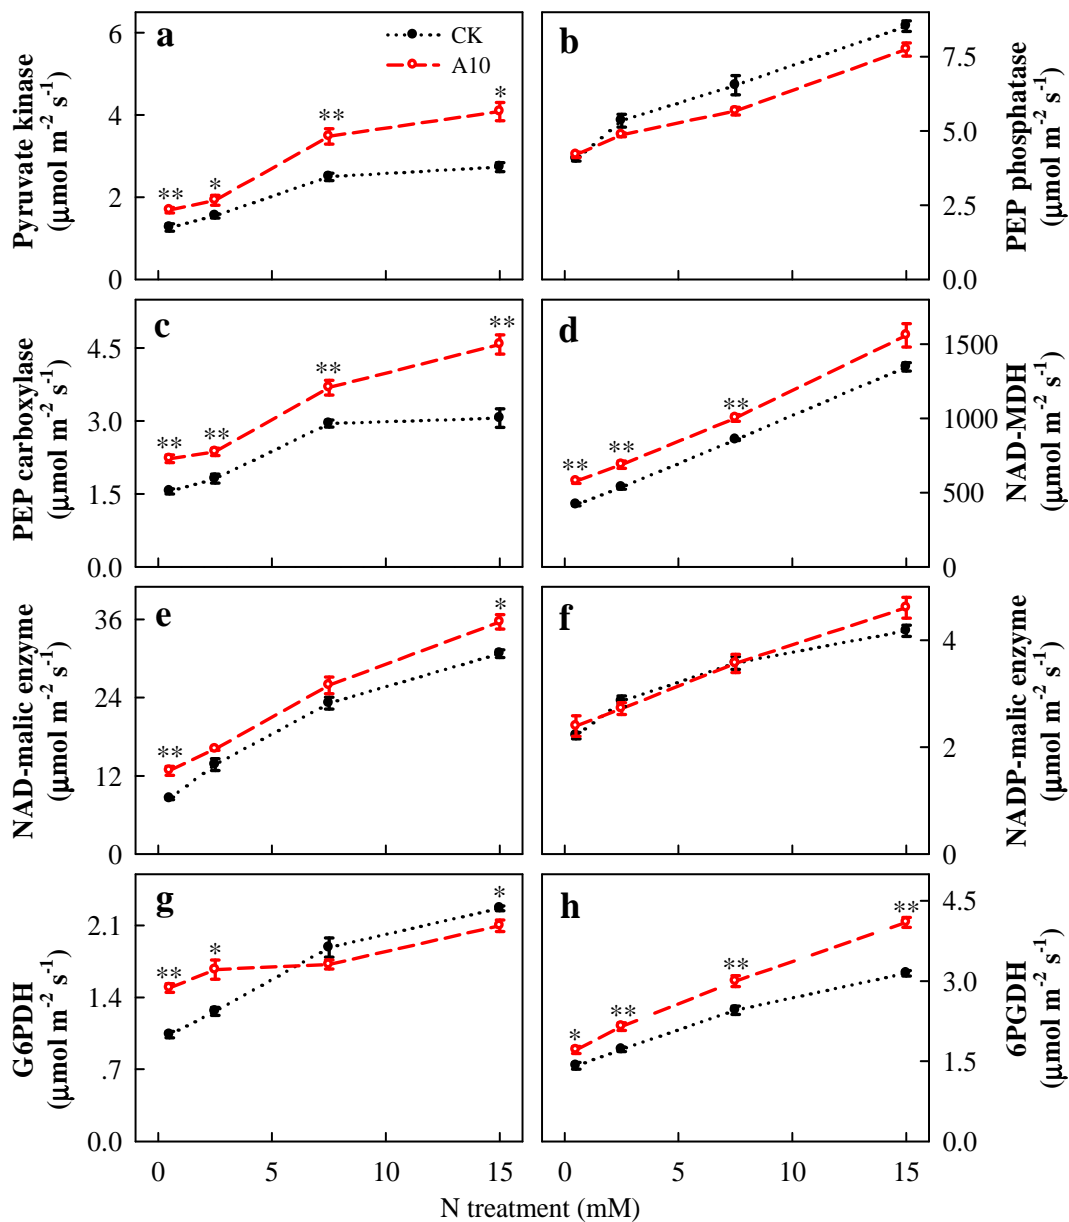 a
CK
A10
6
4
2
0
** * ** *
Pyruvate kinase
(μmol m⁻² s⁻¹)
b
7.5
5.0
2.5
0.0
PEP phosphatase
(μmol m⁻² s⁻¹)
c
4.5
3.0
1.5
0.0
** ** ** **
PEP carboxylase
(μmol m⁻² s⁻¹)
d
1500
1000
500
0
** ** **
NAD-MDH
(μmol m⁻² s⁻¹)
e
36
24
12
0
** *
NAD-malic enzyme
(μmol m⁻² s⁻¹)
f
4
2
0
NADP-malic enzyme
(μmol m⁻² s⁻¹)
g
2.1
1.4
.7
0.0
** * *
G6PDH
(μmol m⁻² s⁻¹)
h
4.5
3.0
1.5
0.0
* ** ** **
6PGDH
(μmol m⁻² s⁻¹)
0 5 10 15
0 5 10 15
N treatment (mM)